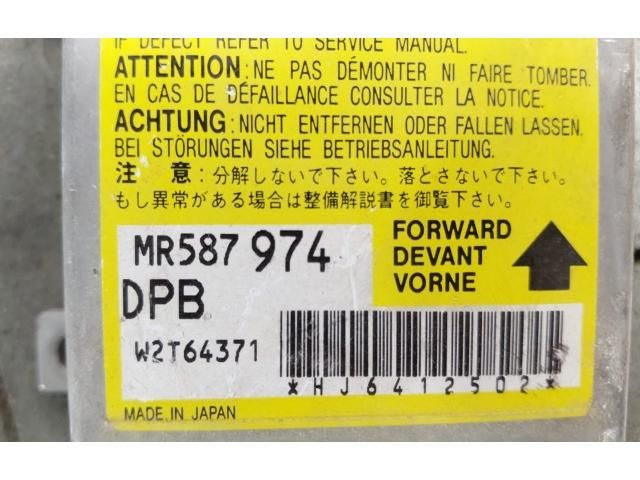 IF DEFECT REFER TO SERVICE MANUAL.
ATTENTION: NE PAS DÉMONTER NI FAIRE TOMBER.
EN CAS DE DÉFAILLANCE CONSULTER LA NOTICE.
ACHTUNG: NICHT ENTFERNEN ODER FALLEN LASSEN.
BEI STÖRUNGEN SIEHE BETRIEBSANLEITUNG.
注 意:分解しないで下さい。落とさないで下さい。
もし異常がある場合は整備解説書を御覧下さい。
MR587 974
DPB
W2T64371
FORWARD
DEVANT
VORNE
*HJ6412502*
MADE IN JAPAN